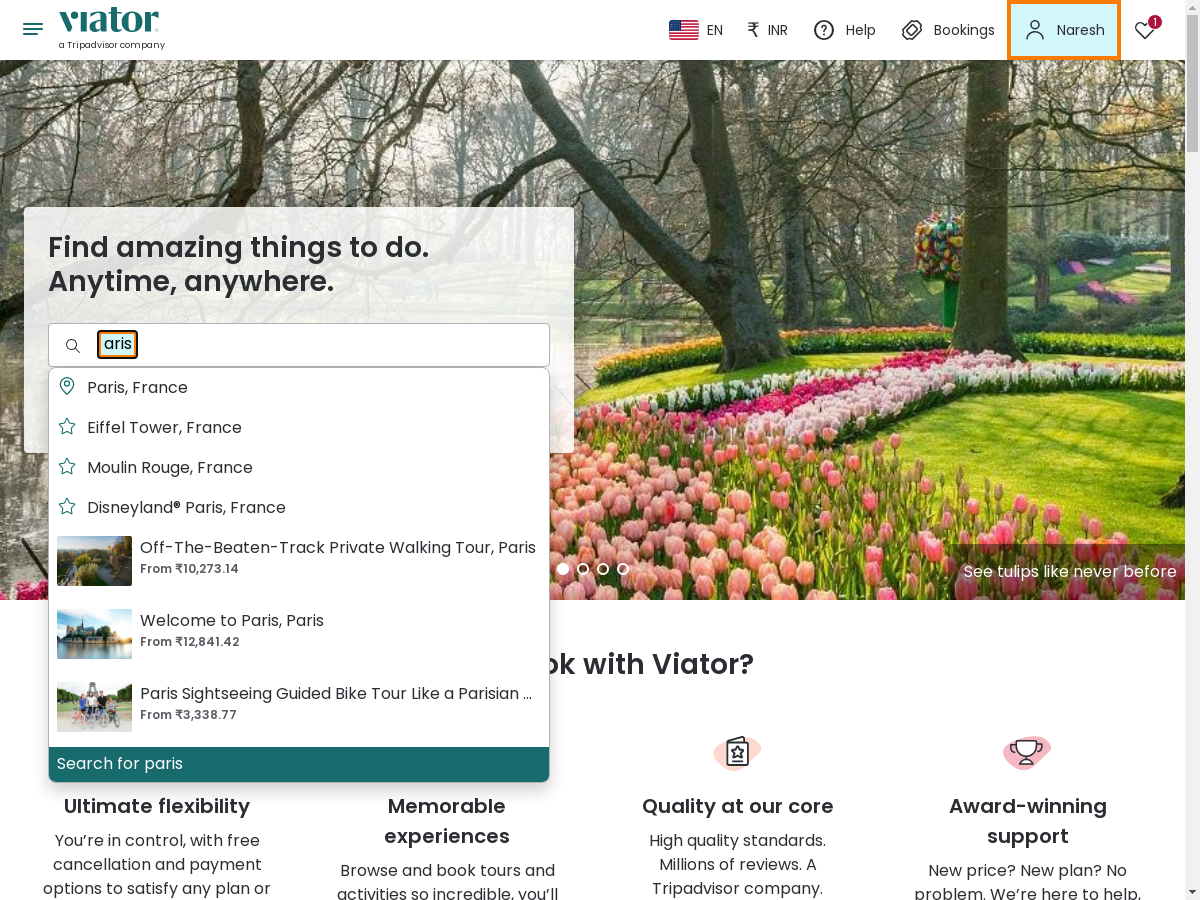 viator
a Tripadvisor company
EN
₹ INR
Help
Bookings
Naresh
1
Find amazing things to do.
Anytime, anywhere.
aris
Paris, France
Eiffel Tower, France
Moulin Rouge, France
Disneyland® Paris, France
Off-The-Beaten-Track Private Walking Tour, Paris
From ₹10,273.14
Welcome to Paris, Paris
From ₹12,841.42
Paris Sightseeing Guided Bike Tour Like a Parisian ...
From ₹3,338.77
Search for paris
See tulips like never before
ok with Viator?
Ultimate flexibility
You’re in control, with free
cancellation and payment
options to satisfy any plan or
Memorable
experiences
Browse and book tours and
activities so incredible, you’ll
Quality at our core
High quality standards.
Millions of reviews. A
Tripadvisor company.
Award-winning
support
New price? New plan? No
problem. We’re here to help,